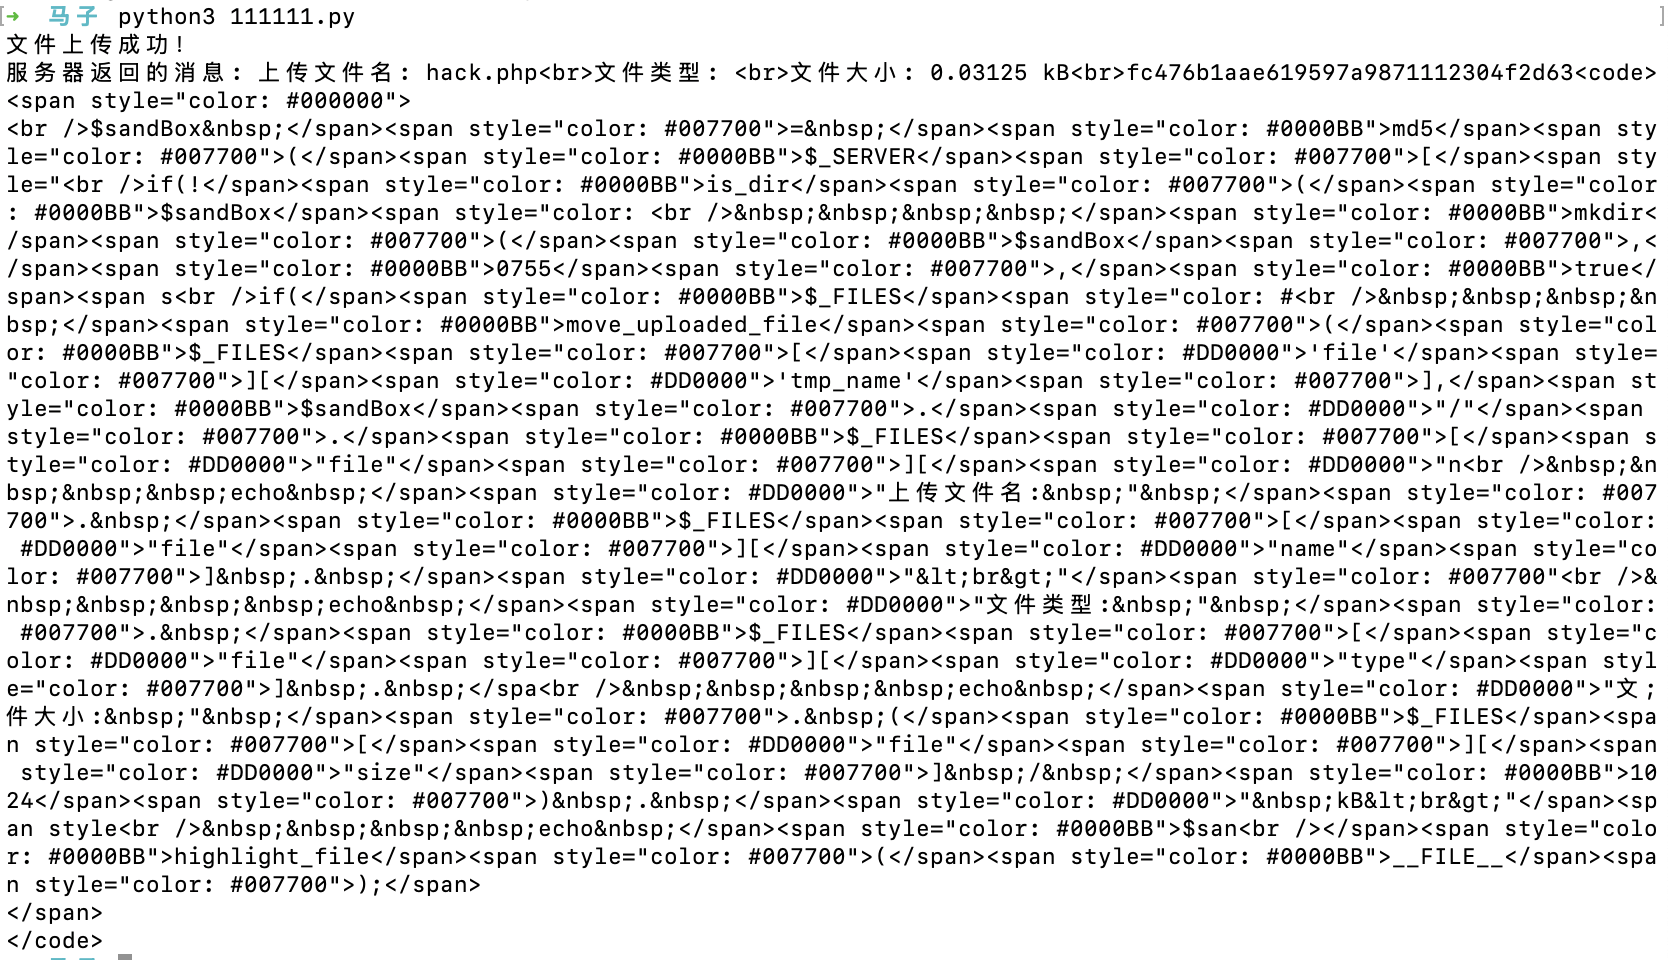 [➜  马子 python3 111111.py ]
文件上传成功!
服务器返回的消息: 上传文件名: hack.php<br>文件类型: <br>文件大小: 0.03125 kB<br>fc476b1aae619597a9871112304f2d63<code>
<span style="color: #000000">
<br />$sandBox&nbsp;</span><span style="color: #007700">=&nbsp;</span><span style="color: #0000BB">md5</span><span sty
le="color: #007700">(</span><span style="color: #0000BB">$_SERVER</span><span style="color: #007700">[</span><span sty
le="<br />if(!</span><span style="color: #0000BB">is_dir</span><span style="color: #007700">(</span><span style="color
: #0000BB">$sandBox</span><span style="color: <br />&nbsp;&nbsp;&nbsp;&nbsp;</span><span style="color: #0000BB">mkdir<
/span><span style="color: #007700">(</span><span style="color: #0000BB">$sandBox</span><span style="color: #007700">,<
/span><span style="color: #0000BB">0755</span><span style="color: #007700">,</span><span style="color: #0000BB">true</
span><span s<br />if(</span><span style="color: #0000BB">$_FILES</span><span style="color: #<br />&nbsp;&nbsp;&nbsp;&n
bsp;</span><span style="color: #0000BB">move_uploaded_file</span><span style="color: #007700">(</span><span style="col
or: #0000BB">$_FILES</span><span style="color: #007700">[</span><span style="color: #DD0000">'file'</span><span style=
"color: #007700">][</span><span style="color: #DD0000">'tmp_name'</span><span style="color: #007700">],</span><span st
yle="color: #0000BB">$sandBox</span><span style="color: #007700">.</span><span style="color: #DD0000">"/"</span><span
style="color: #007700">.</span><span style="color: #0000BB">$_FILES</span><span style="color: #007700">[</span><span s
tyle="color: #DD0000">"file"</span><span style="color: #007700">][</span><span style="color: #DD0000">"n<br />&nbsp;&n
bsp;&nbsp;&nbsp;echo&nbsp;</span><span style="color: #DD0000">"上传文件名:&nbsp;"&nbsp;</span><span style="color: #007
700">.&nbsp;</span><span style="color: #0000BB">$_FILES</span><span style="color: #007700">[</span><span style="color:
 #DD0000">"file"</span><span style="color: #007700">][</span><span style="color: #DD0000">"name"</span><span style="co
lor: #007700">]&nbsp;.&nbsp;</span><span style="color: #DD0000">"&lt;br&gt;"</span><span style="color: #007700"<br />&
nbsp;&nbsp;&nbsp;&nbsp;echo&nbsp;</span><span style="color: #DD0000">"文件类型:&nbsp;"&nbsp;</span><span style="color:
 #007700">.&nbsp;</span><span style="color: #0000BB">$_FILES</span><span style="color: #007700">[</span><span style="c
olor: #DD0000">"file"</span><span style="color: #007700">][</span><span style="color: #DD0000">"type"</span><span styl
e="color: #007700">]&nbsp;.&nbsp;</spa<br />&nbsp;&nbsp;&nbsp;&nbsp;echo&nbsp;</span><span style="color: #DD0000">"文;
件大小:&nbsp;"&nbsp;</span><span style="color: #007700">.&nbsp;(</span><span style="color: #0000BB">$_FILES</span><spa
n style="color: #007700">[</span><span style="color: #DD0000">"file"</span><span style="color: #007700">][</span><span
 style="color: #DD0000">"size"</span><span style="color: #007700">]&nbsp;/&nbsp;</span><span style="color: #0000BB">10
24</span><span style="color: #007700">)&nbsp;.&nbsp;</span><span style="color: #DD0000">"&nbsp;kB&lt;br&gt;"</span><sp
an style<br />&nbsp;&nbsp;&nbsp;&nbsp;echo&nbsp;</span><span style="color: #0000BB">$san<br /></span><span style="colo
r: #0000BB">highlight_file</span><span style="color: #007700">(</span><span style="color: #0000BB">__FILE__</span><spa
n style="color: #007700">);</span>
</span>
</code>